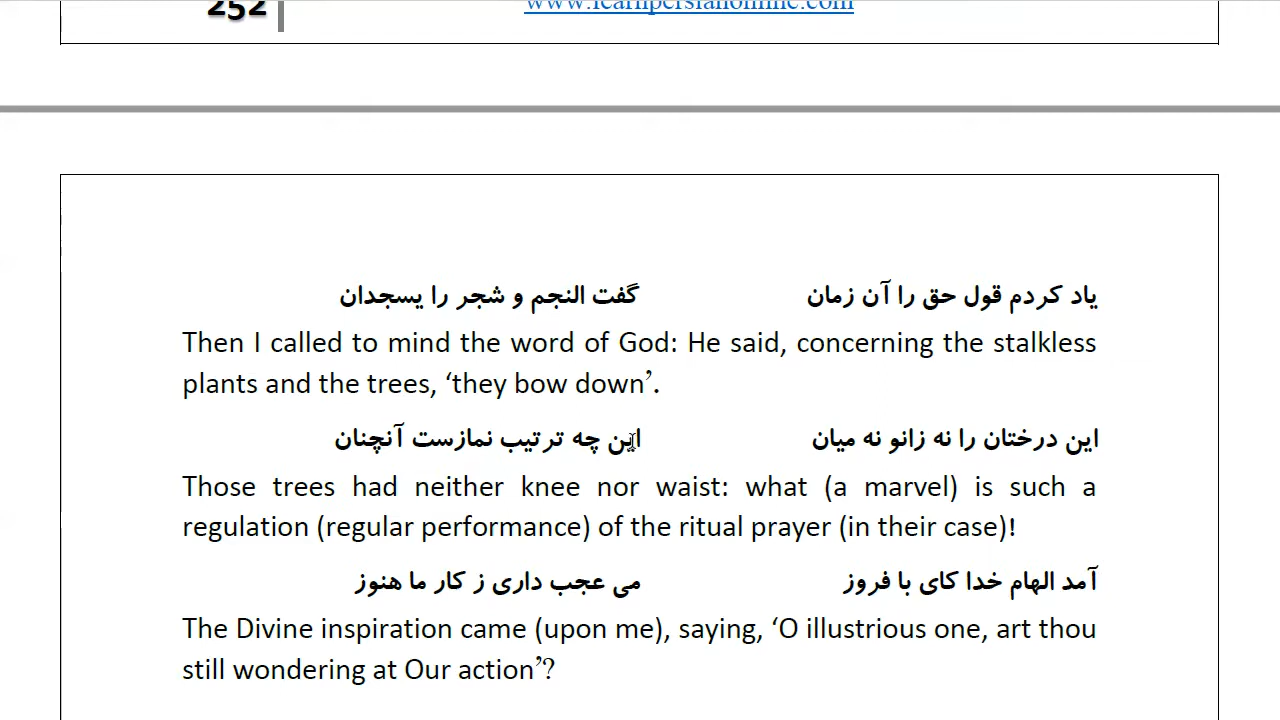 252
www.learnpersianonline.com
یاد کردم قول حق را آن زمان گفت النجم و شجر را یسجدان
Then I called to mind the word of God: He said, concerning the stalkless
plants and the trees, ‘they bow down’.
این درختان را نه زانو نه میان این چه ترتیب نمازست آنچنان
Those trees had neither knee nor waist: what (a marvel) is such a
regulation (regular performance) of the ritual prayer (in their case)!
آمد الهام خدا کای با فروز می عجب داری ز کار ما هنوز
The Divine inspiration came (upon me), saying, ‘O illustrious one, art thou
still wondering at Our action’?